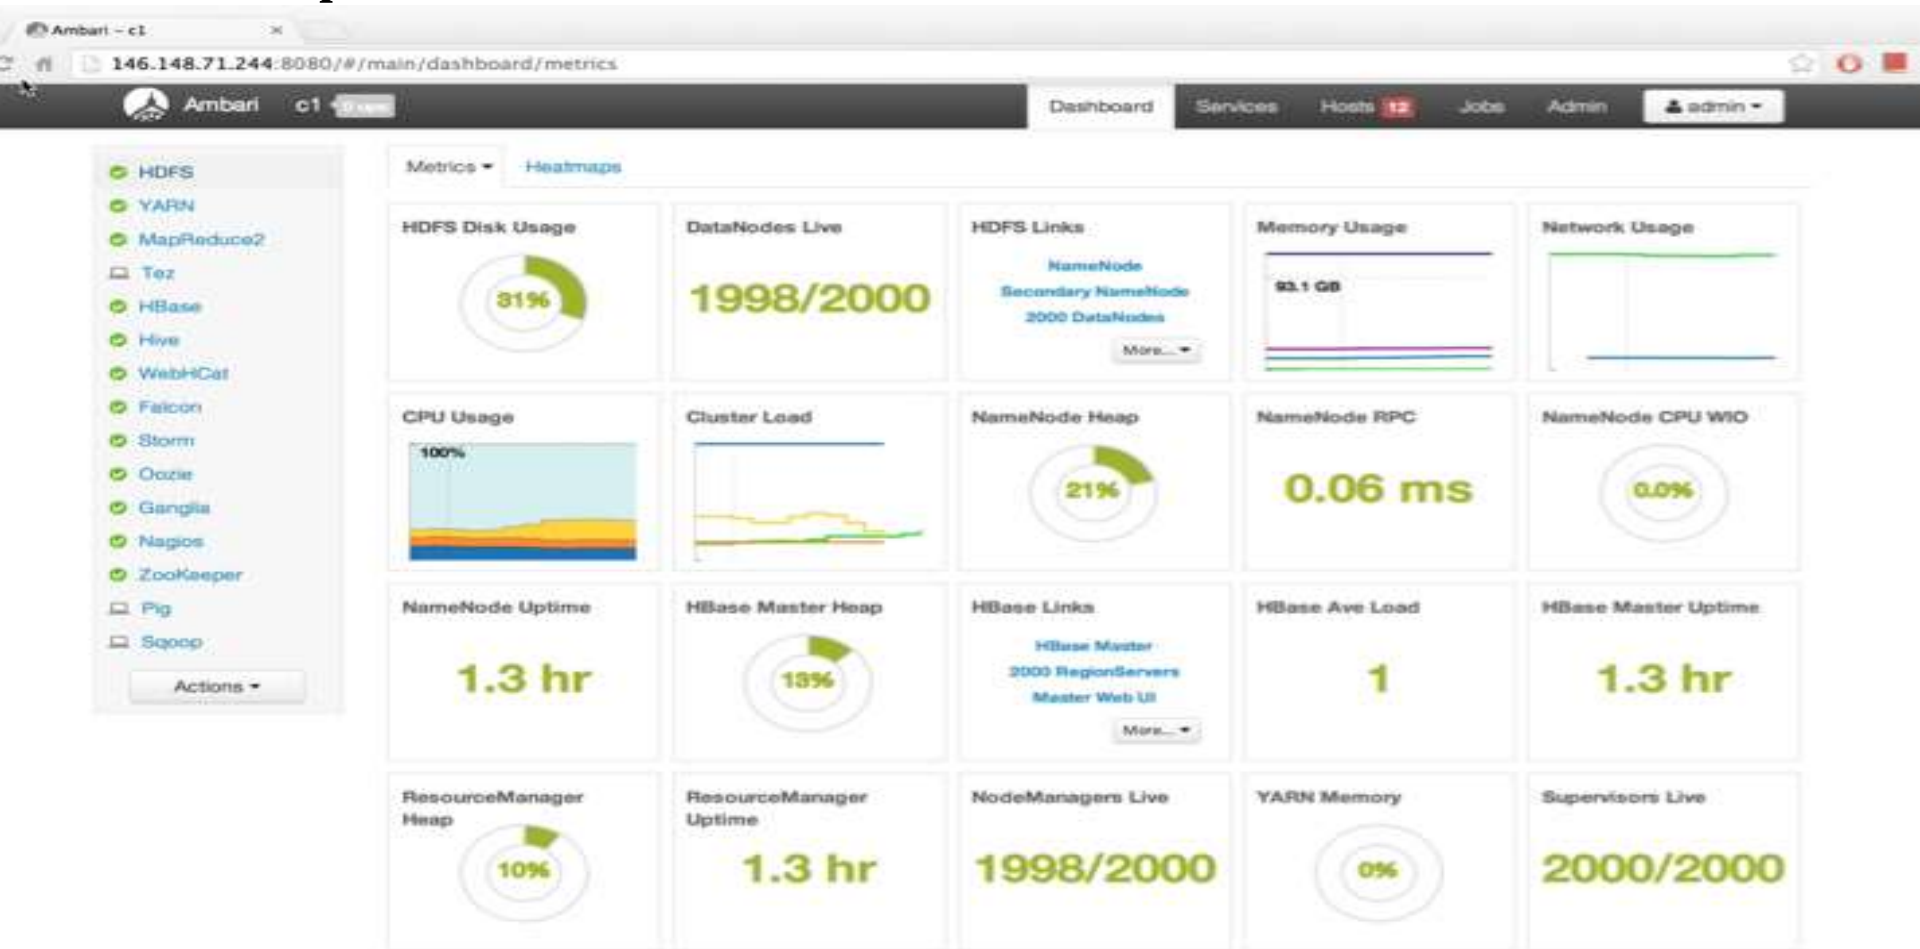 Ambari – c1
146.148.71.244:8080/#/main/dashboard/metrics
Ambari c1
Dashboard Services Hosts 12 Jobs Admin admin
HDFS
YARN
MapReduce2
Tez
HBase
Hive
WebHCat
Falcon
Storm
Oozie
Ganglia
Nagios
ZooKeeper
Pig
Sqoop
Actions
Metrics Heatmaps
HDFS Disk Usage
31%
DataNodes Live
1998/2000
HDFS Links
NameNode
Secondary NameNode
2000 DataNodes
More...
Memory Usage
93.1 GB
Network Usage
CPU Usage
100%
Cluster Load
NameNode Heap
21%
NameNode RPC
0.06 ms
NameNode CPU WIO
0.0%
NameNode Uptime
1.3 hr
HBase Master Heap
13%
HBase Links
HBase Master
2000 RegionServers
Master Web UI
More...
HBase Ave Load
1
HBase Master Uptime
1.3 hr
ResourceManager
Heap
10%
ResourceManager
Uptime
1.3 hr
NodeManagers Live
1998/2000
YARN Memory
0%
Supervisors Live
2000/2000